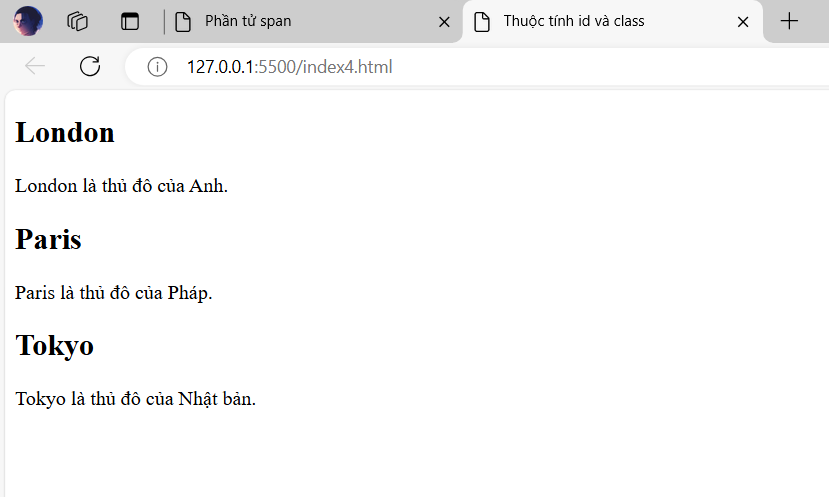 Phần tử span
Thuộc tính id và class
127.0.0.1:5500/index4.html
London
London là thủ đô của Anh.
Paris
Paris là thủ đô của Pháp.
Tokyo
Tokyo là thủ đô của Nhật bản.